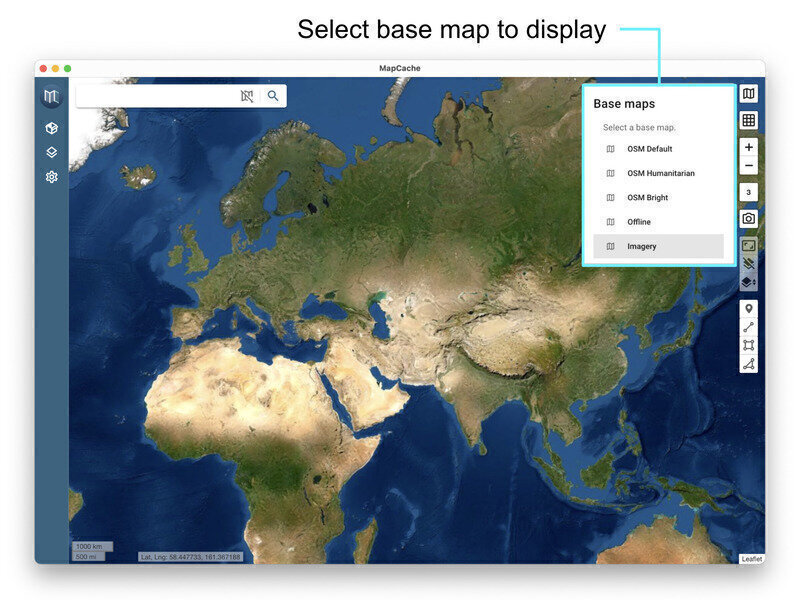 Select base map to display
MapCache
Base maps
Select a base map.
OSM Default
OSM Humanitarian
OSM Bright
Offline
Imagery
3
1000 km
500 mi
Lat, Lng: 58.447733, 161.367188
Leaflet